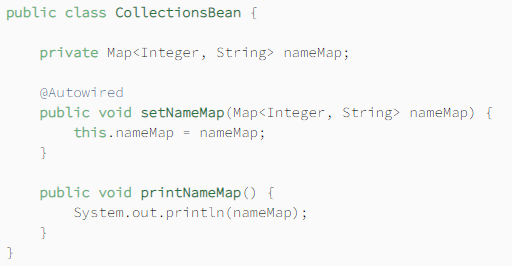 public class CollectionsBean {
private Map<Integer, String> nameMap;
@Autowired
public void setNameMap(Map<Integer, String> nameMap) {
this.nameMap = nameMap;
}
public void printNameMap() {
System.out.println(nameMap);
}
}